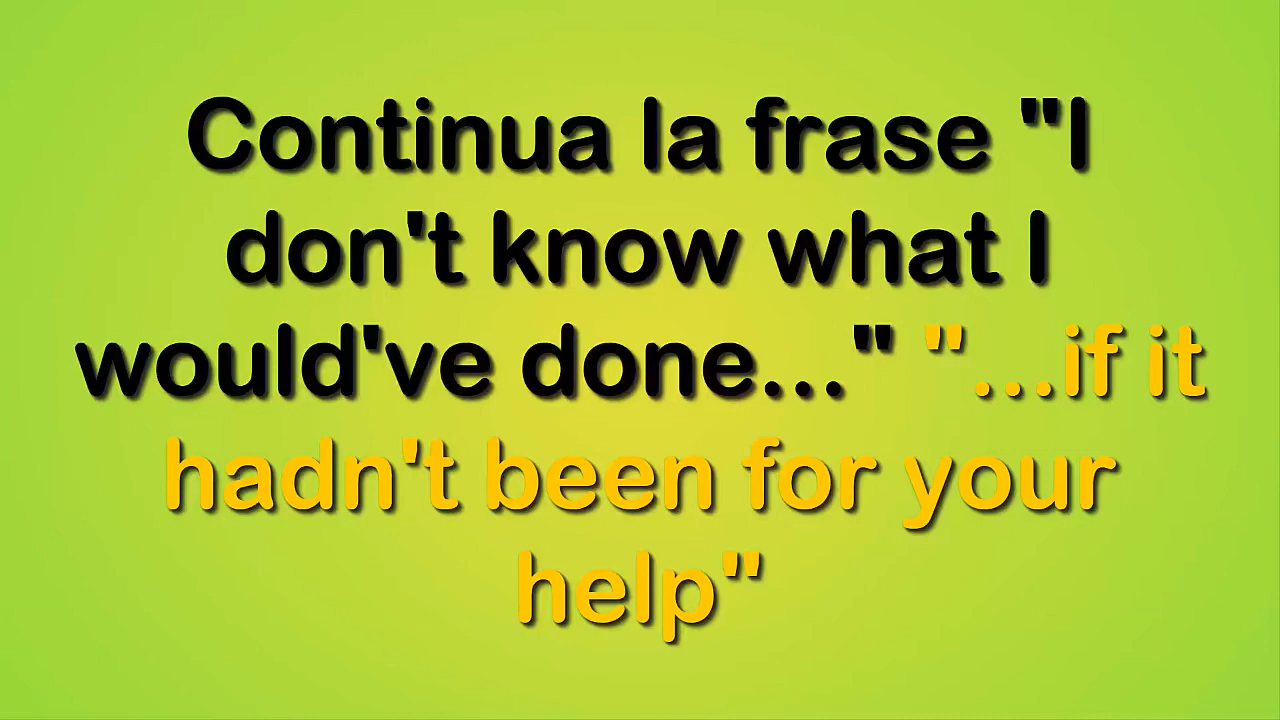 Continua la frase "I
don't know what I
would've done..." "...if it
hadn't been for your
help"